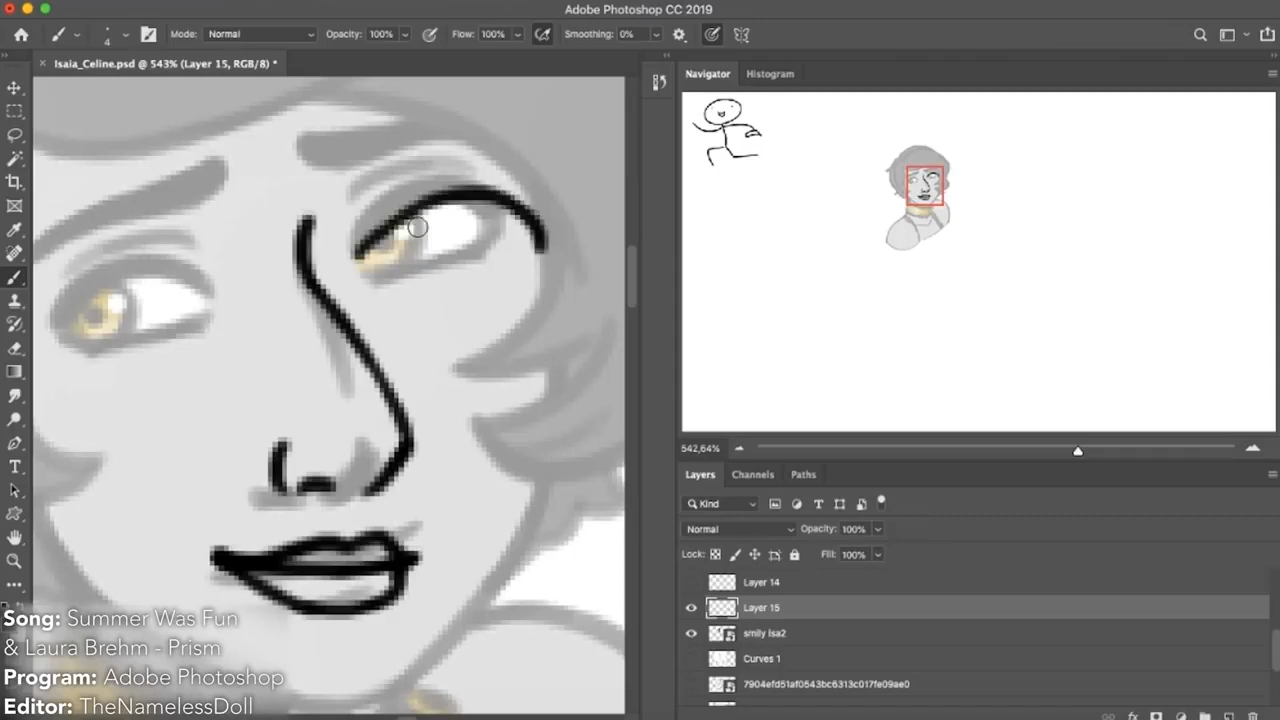 Adobe Photoshop CC 2019
4
Mode: Normal
Opacity: 100%
Flow: 100%
Smoothing: 0%
Isaia_Celine.psd @ 543% (Layer 15, RGB/8) *
Navigator
Histogram
542,64%
Layers
Channels
Paths
Kind
Normal
Opacity: 100%
Lock:
Fill: 100%
Layer 14
Layer 15
smily isa2
Curves 1
7904efd51af0543bc6313c017fe09ae0
Song: Summer Was Fun
& Laura Brehm - Prism
Program: Adobe Photoshop
Editor: TheNamelessDoll